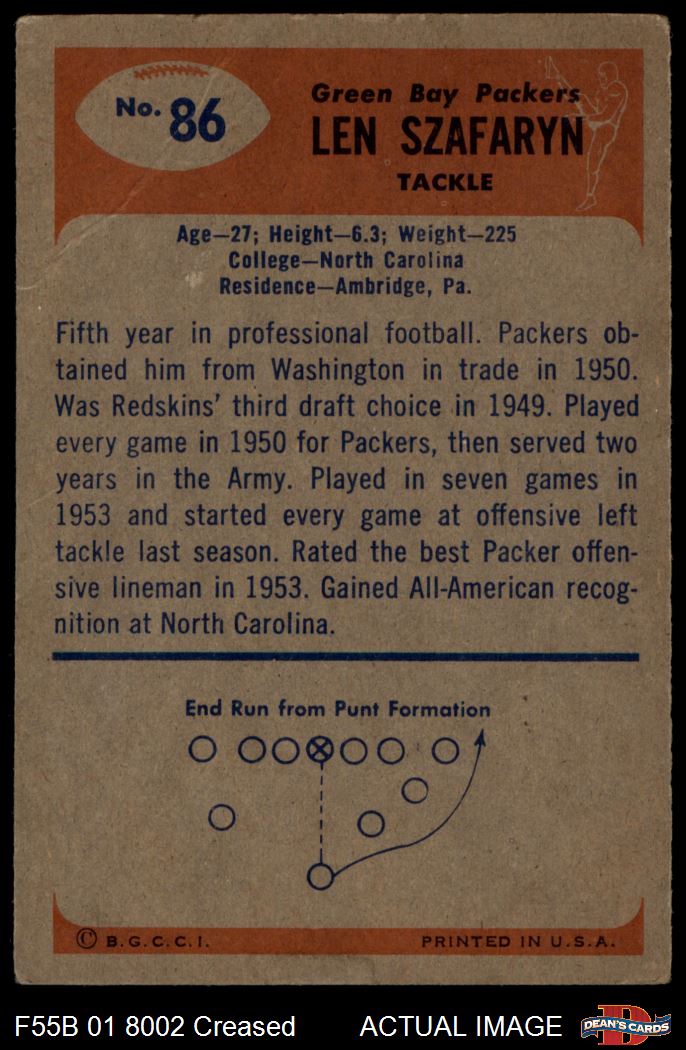 No. 86
Green Bay Packers
LEN SZAFARYN
TACKLE
Age—27; Height—6.3; Weight—225
College—North Carolina
Residence—Ambridge, Pa.
Fifth year in professional football. Packers ob-
tained him from Washington in trade in 1950.
Was Redskins' third draft choice in 1949. Played
every game in 1950 for Packers, then served two
years in the Army. Played in seven games in
1953 and started every game at offensive left
tackle last season. Rated the best Packer offen-
sive lineman in 1953. Gained All-American recog-
nition at North Carolina.
End Run from Punt Formation
© B.G.C.C.I.
PRINTED IN U.S.A.
F55B 01 8002 Creased
ACTUAL IMAGE
D
DEAN'S CARDS